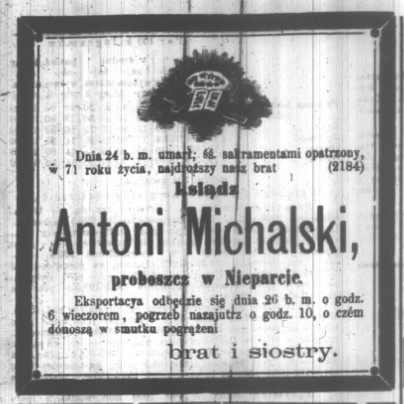 Dnia 24 b. m. umarł, śś. sakramentami opatrzony,
w 71 roku życia, najdroższy nasz brat (2184)
ksiądz
Antoni Michalski,
proboszcz w Nieparcie.
Eksportacya odbędzie się dnia 26 b. m. o godz.
6 wieczorem, pogrzeb nazajutrz o godz. 10, o czém
donoszą w smutku pogrążeni
brat i siostry.